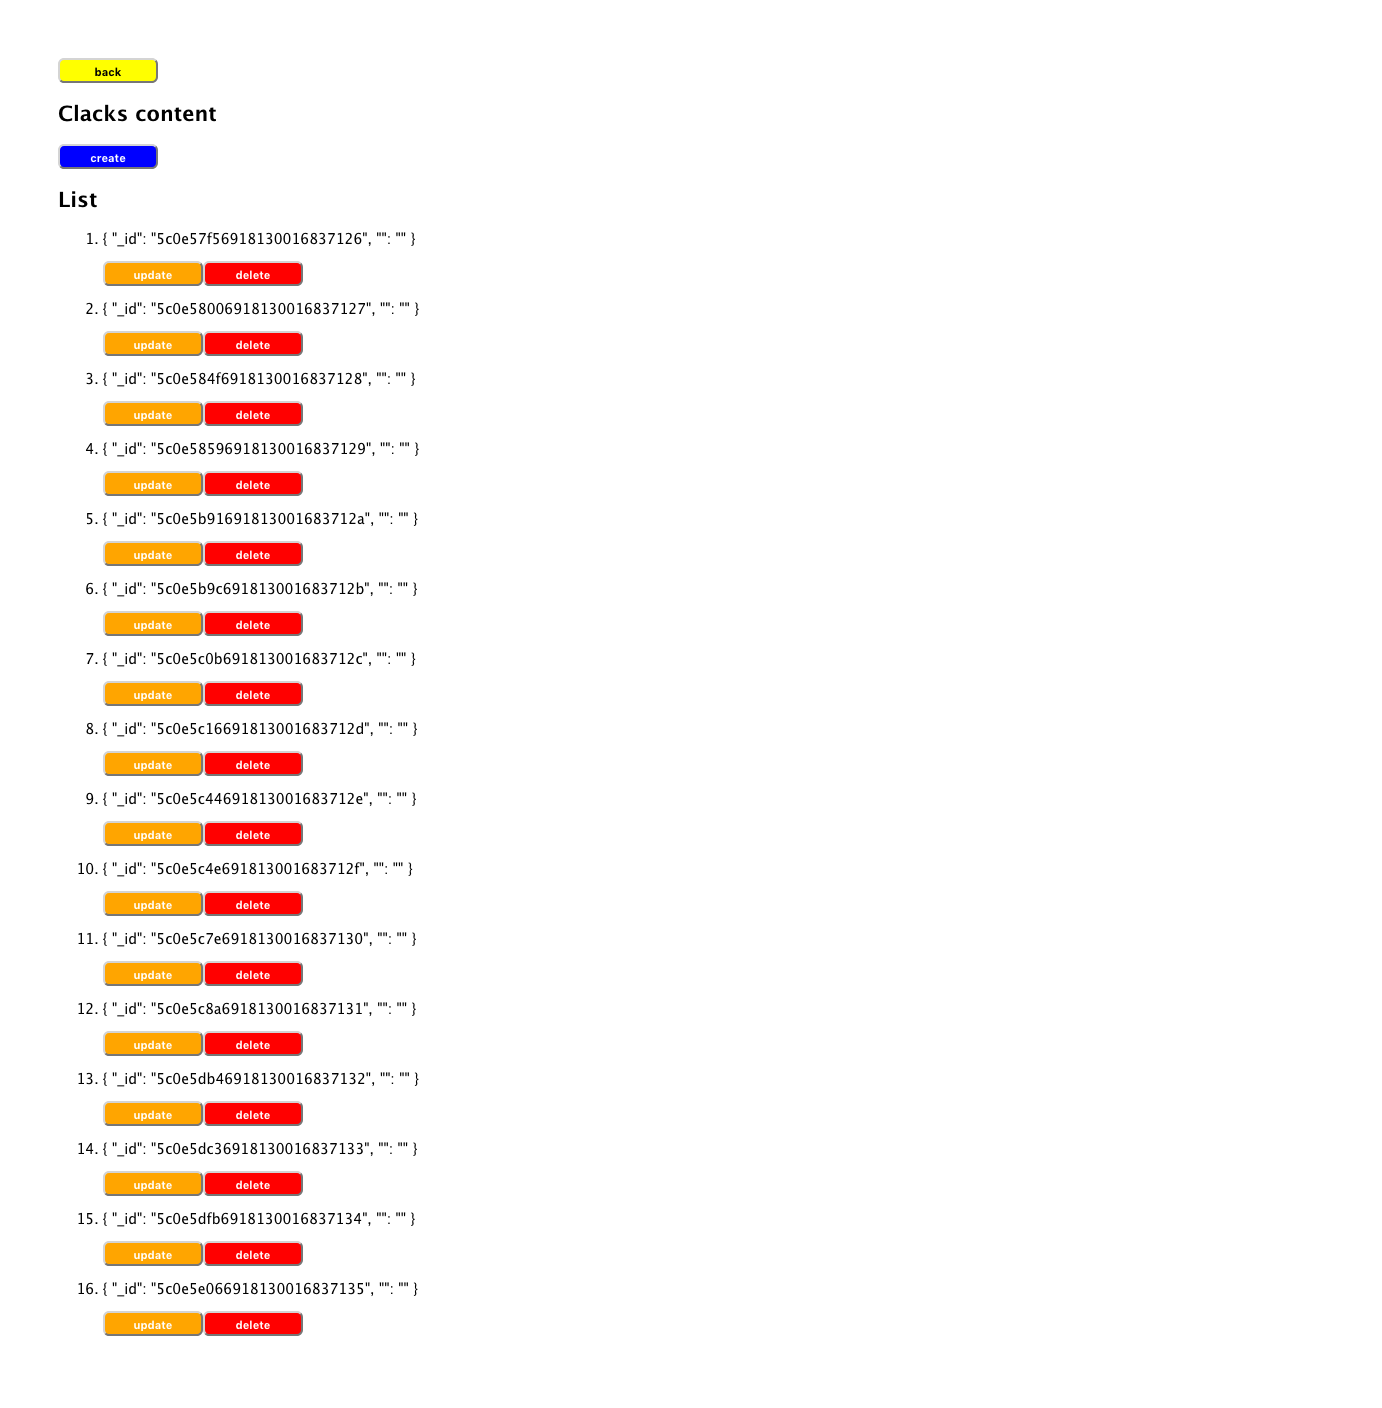 back
Clacks content
create
List
1. { "_id": "5c0e57f56918130016837126", "": "" }
update delete
2. { "_id": "5c0e58006918130016837127", "": "" }
update delete
3. { "_id": "5c0e584f6918130016837128", "": "" }
update delete
4. { "_id": "5c0e58596918130016837129", "": "" }
update delete
5. { "_id": "5c0e5b91691813001683712a", "": "" }
update delete
6. { "_id": "5c0e5b9c691813001683712b", "": "" }
update delete
7. { "_id": "5c0e5c0b691813001683712c", "": "" }
update delete
8. { "_id": "5c0e5c16691813001683712d", "": "" }
update delete
9. { "_id": "5c0e5c44691813001683712e", "": "" }
update delete
10. { "_id": "5c0e5c4e691813001683712f", "": "" }
update delete
11. { "_id": "5c0e5c7e6918130016837130", "": "" }
update delete
12. { "_id": "5c0e5c8a6918130016837131", "": "" }
update delete
13. { "_id": "5c0e5db46918130016837132", "": "" }
update delete
14. { "_id": "5c0e5dc36918130016837133", "": "" }
update delete
15. { "_id": "5c0e5dfb6918130016837134", "": "" }
update delete
16. { "_id": "5c0e5e066918130016837135", "": "" }
update delete